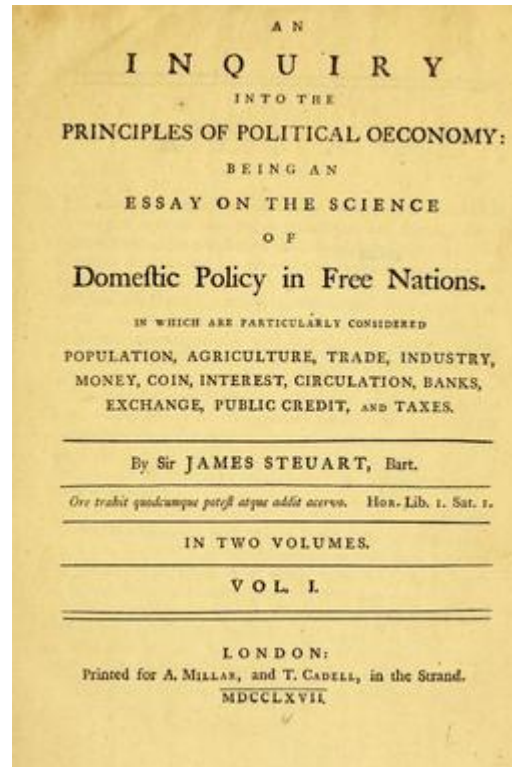 AN
INQUIRY
INTO THE
PRINCIPLES OF POLITICAL OECONOMY:
BEING AN
ESSAY ON THE SCIENCE
OF
Domeſtic Policy in Free Nations.
IN WHICH ARE PARTICULARLY CONSIDERED
POPULATION, AGRICULTURE, TRADE, INDUSTRY,
MONEY, COIN, INTEREST, CIRCULATION, BANKS,
EXCHANGE, PUBLIC CREDIT, AND TAXES.
By Sir JAMES STEUART, Bart.
Ore trahit quodcumque poteſt atque addit acervo. HOR. Lib. 1. Sat. 1.
IN TWO VOLUMES.
VOL. I.
LONDON:
Printed for A. MILLAR, and T. CADELL, in the Strand.
MDCCLXVII.